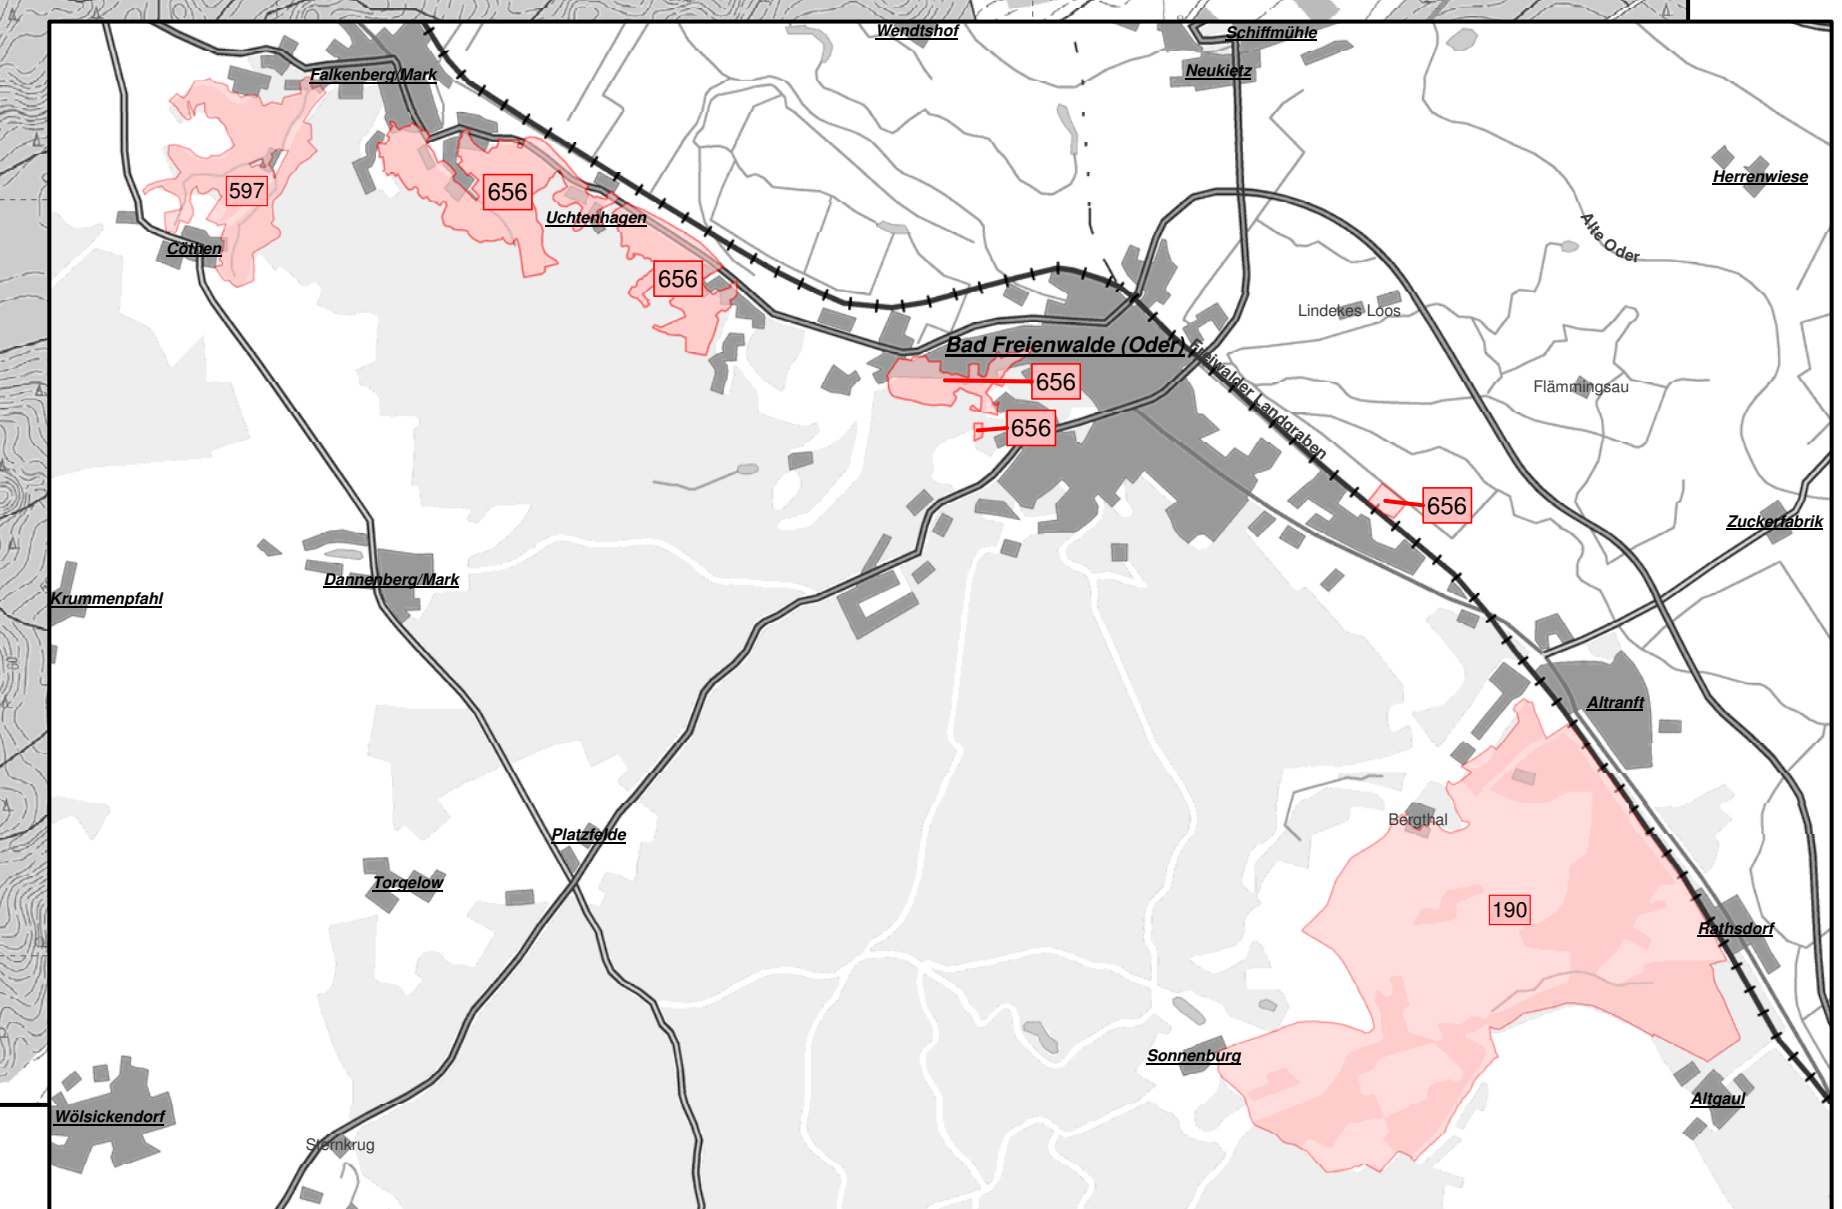 Wendtshof
Schiffmühle
Neukietz
Falkenberg/Mark
Herrenwiese
597
656
Uchtenhagen
Cöthen
Alte Oder
656
Lindekes Loos
Bad Freienwalde (Oder)
Freiwalder Landgraben
656
Flämmingsau
656
656
Zuckerfabrik
Dannenberg/Mark
Krummenpfahl
Altranft
Bergthal
Platzfelde
Torgelow
190
Rathsdorf
Sonnenburg
Altgaul
Wölsickendorf
Sternkrug